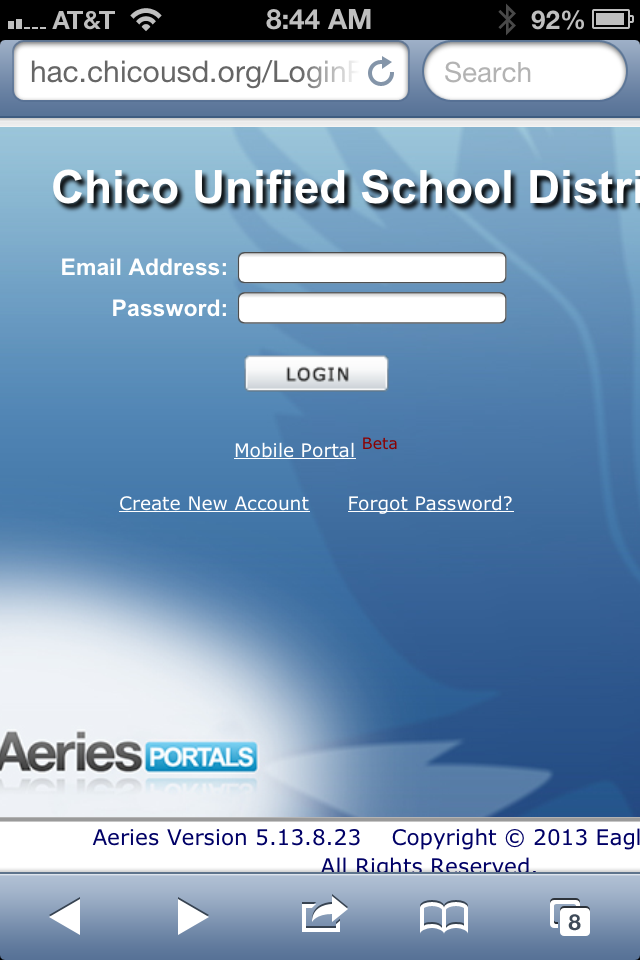 AT&T 8:44 AM 92%
hac.chicousd.org/LoginP Search
Chico Unified School Distri
Email Address:
Password:
LOGIN
Mobile Portal Beta
Create New Account Forgot Password?
Aeries PORTALS
Aeries Version 5.13.8.23 Copyright © 2013 Eagl
All Rights Reserved.
8